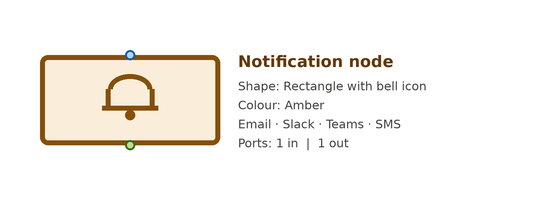 Notification node
Shape: Rectangle with bell icon
Colour: Amber
Email · Slack · Teams · SMS
Ports: 1 in | 1 out